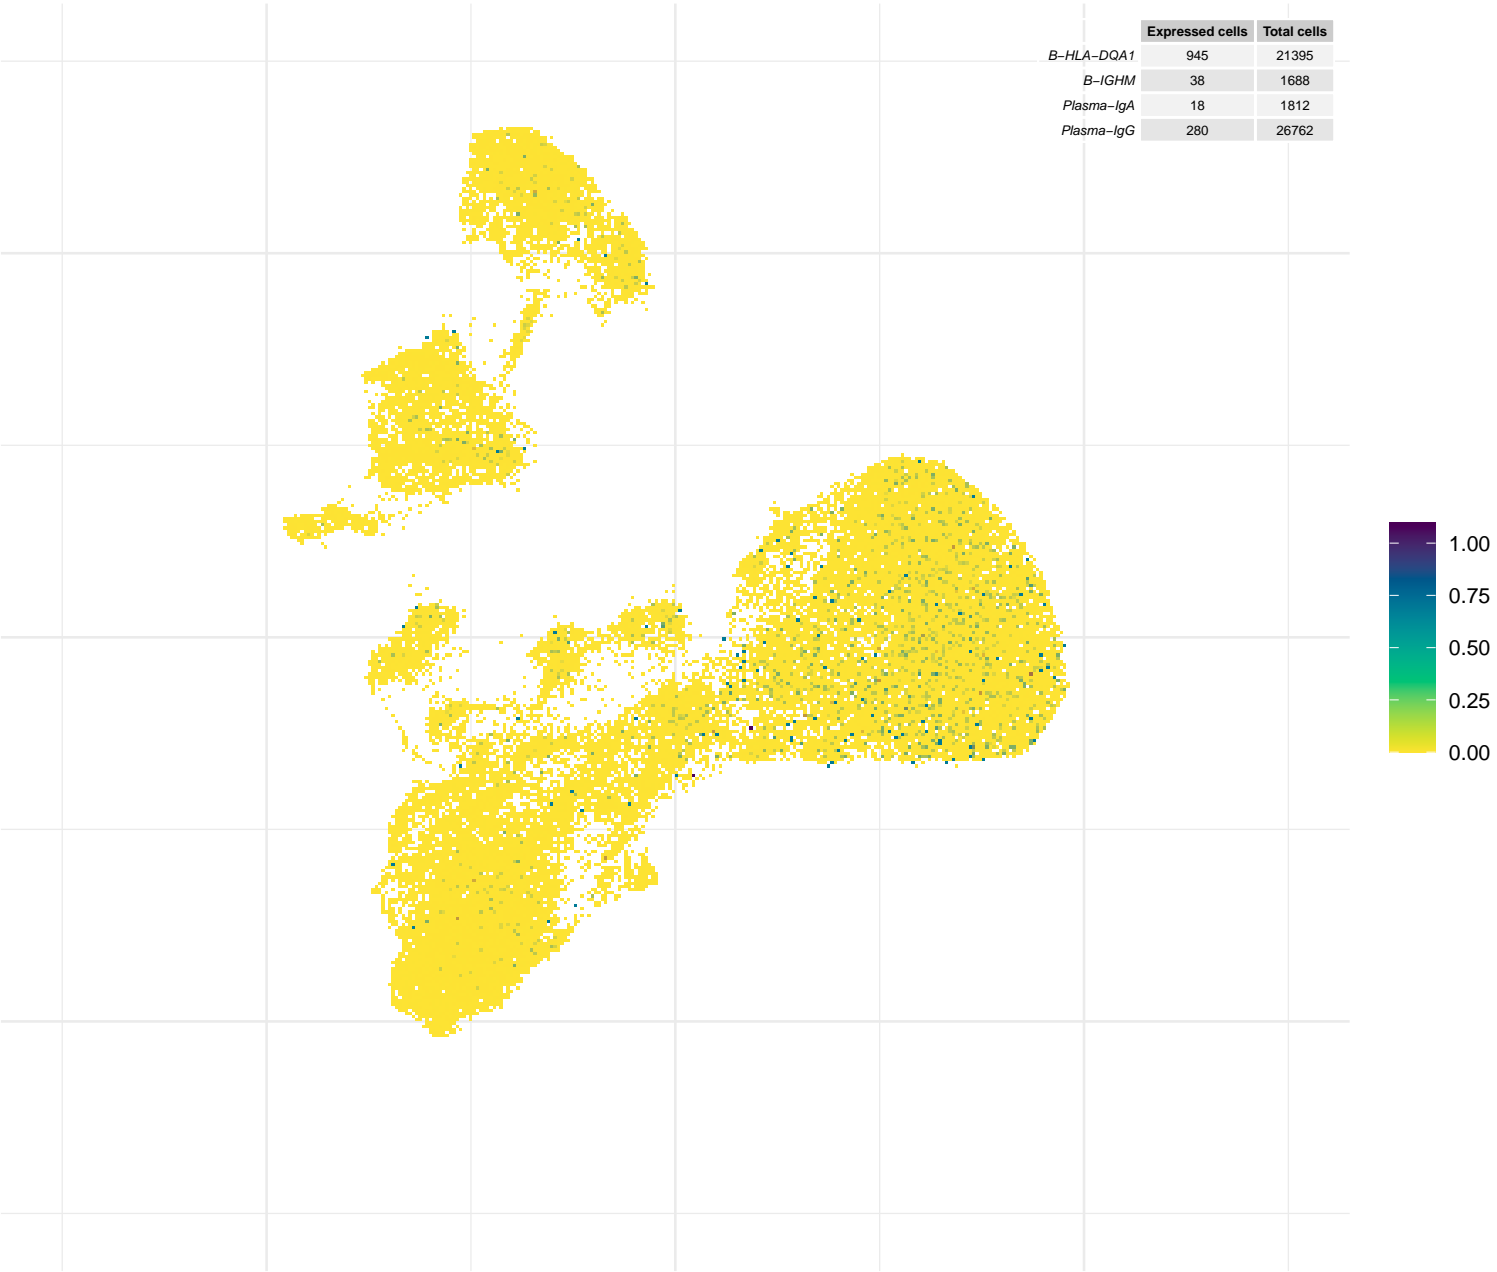 Expressed cells Total cells
B−HLA−DQA1 945 21395
B−IGHM 38 1688
Plasma−IgA 18 1812
Plasma−IgG 280 26762
1.00
0.75
0.50
0.25
0.00